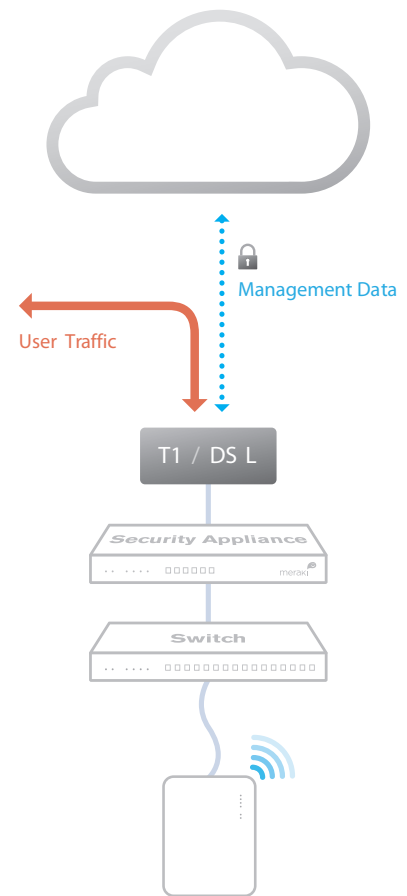 Management Data
User Traffic
T1 / DS L
Security Appliance
meraki
Switch